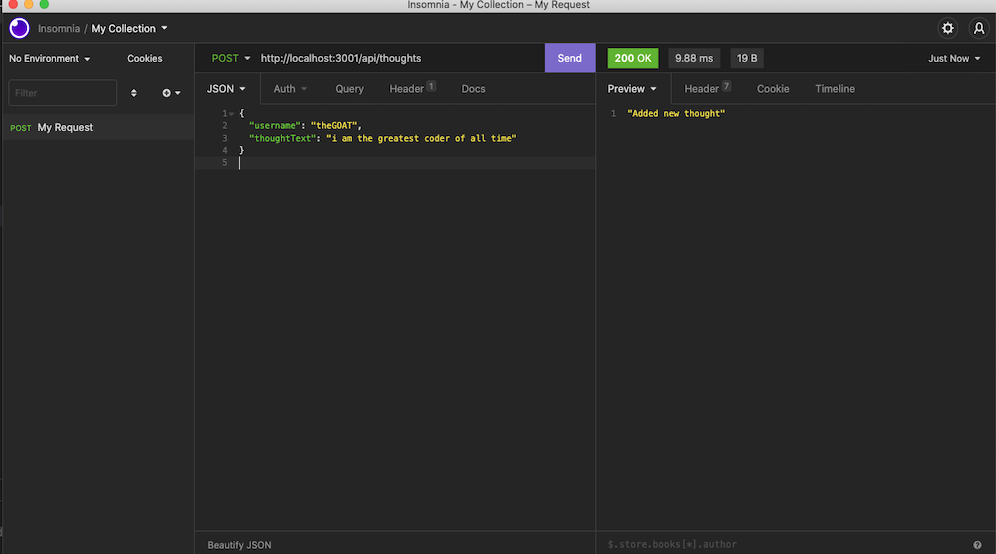 Insomnia - My Collection – My Request
Insomnia / My Collection
No Environment
Cookies
POST
http://localhost:3001/api/thoughts
Send
200 OK
9.88 ms
19 B
Just Now
Filter
JSON
Auth
Query
Header 1
Docs
Preview
Header 7
Cookie
Timeline
POST My Request
1 {
2 "username": "theGOAT",
3 "thoughtText": "i am the greatest coder of all time"
4 }
5
1 "Added new thought"
Beautify JSON
$.store.books[*].author